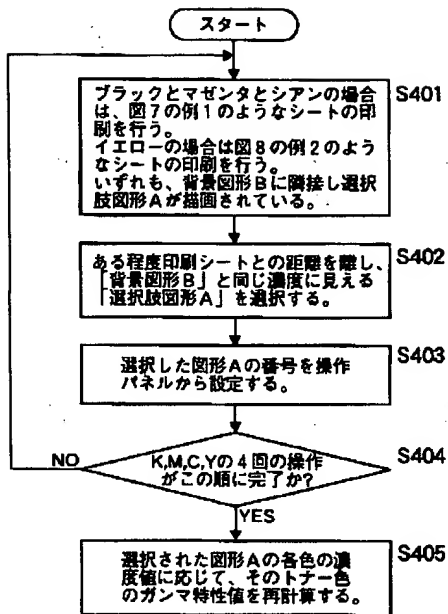 スタート
ブラックとマゼンタとシアンの場合
は、図7の例1のようなシートの印
刷を行う。
イエローの場合は図8の例2のよう
なシートの印刷を行う。
いずれも、背景図形Bに隣接し選択
肢図形Aが描画されている。
S401
ある程度印刷シートとの距離を離し、
「背景図形B」と同じ濃度に見える
「選択肢図形A」を選択する。
S402
選択した図形Aの番号を操作
パネルから設定する。
S403
K,M,C,Yの4回の操作
がこの順に完了か?
S404
NO
YES
選択された図形Aの各色の濃
度値に応じて、そのトナー色
のガンマ特性値を再計算する。
S405